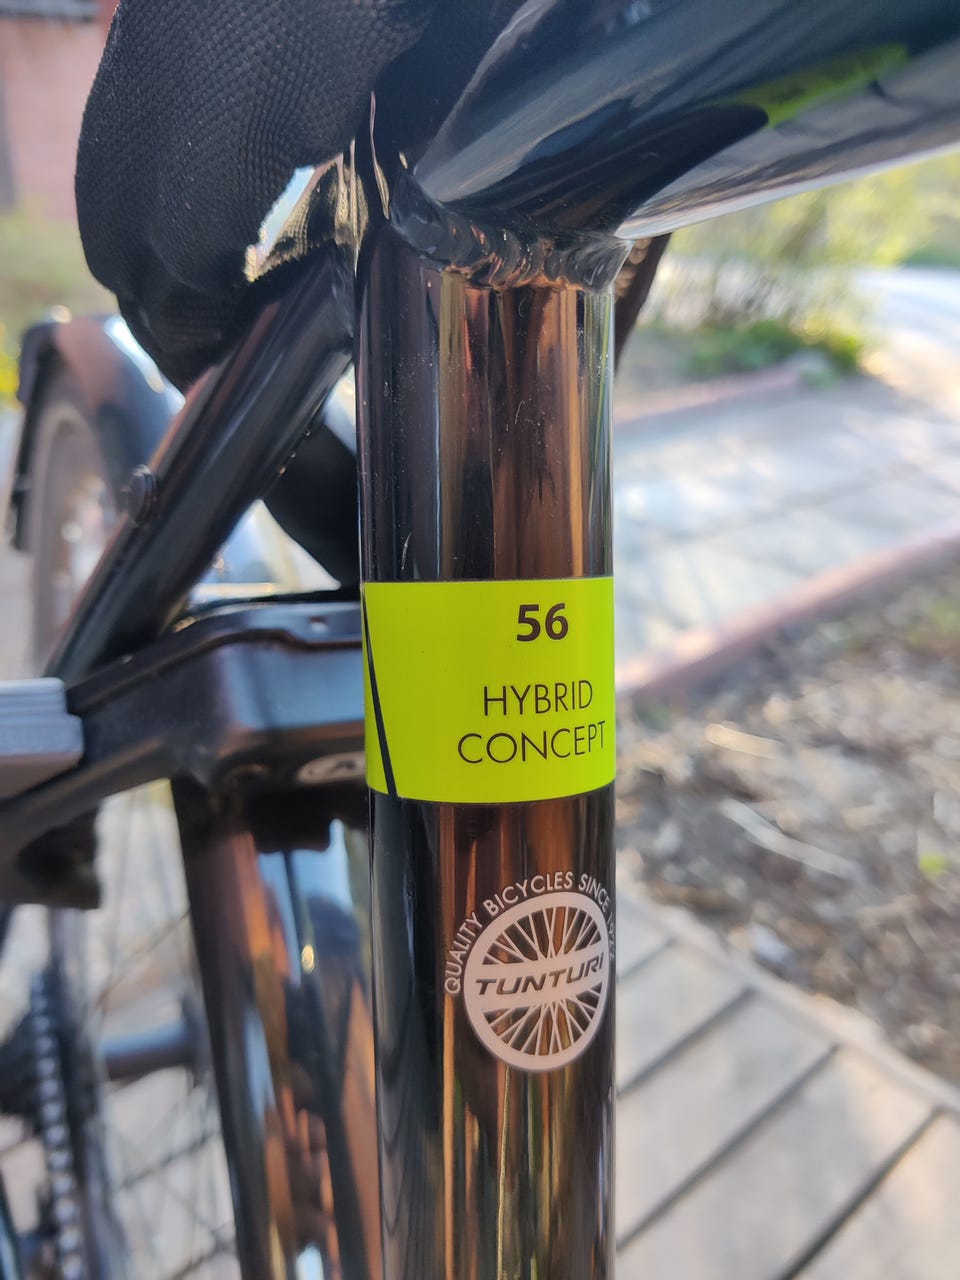 56
HYBRID
CONCEPT
QUALITY BICYCLES SINCE
TUNTURI